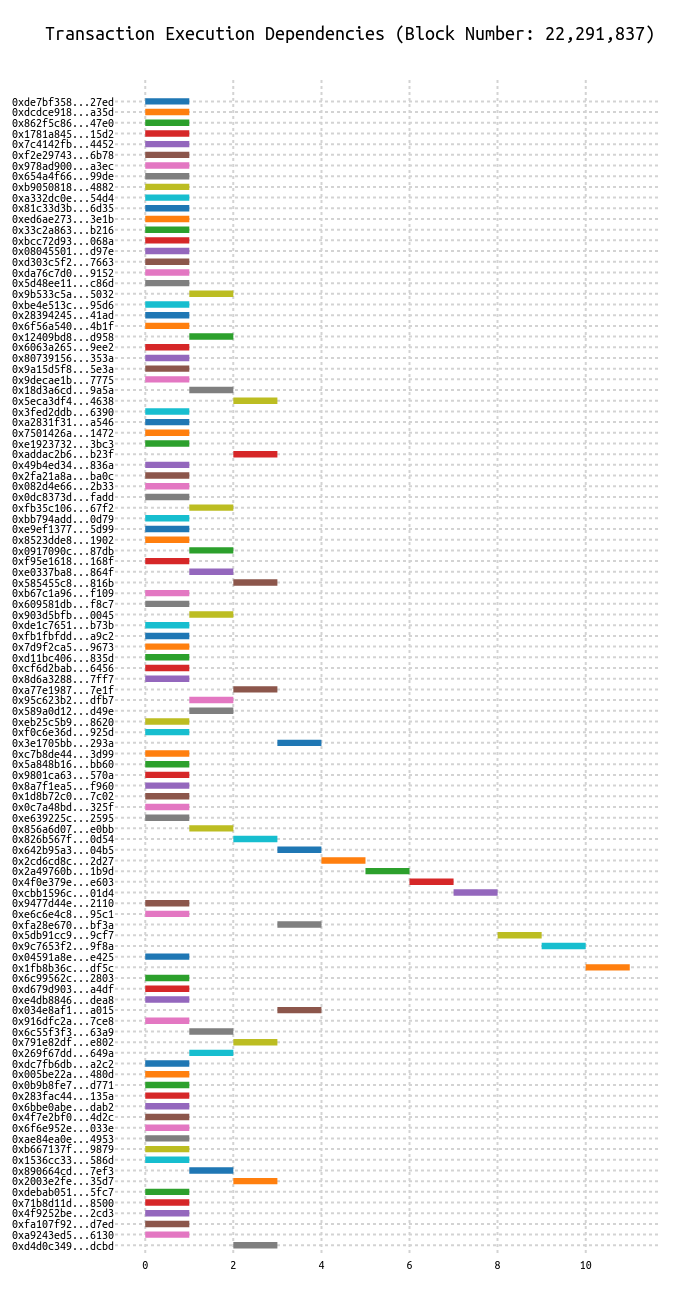 Transaction Execution Dependencies (Block Number: 22,291,837)
0xde7bf358...27ed
0xdcdce918...a35d
0x862f5c86...47e0
0x1781a845...15d2
0x7c4142fb...4452
0xf2e29743...6b78
0x978ad900...a3ec
0x654a4f66...99de
0xb9050818...4882
0xa332dc0e...54d4
0x81c33d3b...6d35
0xed6ae273...3e1b
0x33c2a863...b216
0xbcc72d93...068a
0x08045501...d97e
0xd303c5f2...7663
0xda76c7d0...9152
0x5d48ee11...c86d
0x9b533c5a...5032
0xbe4e513c...95d6
0x28394245...41ad
0x6f56a540...4b1f
0x12409bd8...d958
0x6063a265...9ee2
0x80739156...353a
0x9a15d5f8...5e3a
0x9decae1b...7775
0x18d3a6cd...9a5a
0x5eca3df4...4638
0x3fed2ddb...6390
0xa2831f31...a546
0x7501426a...1472
0xe1923732...3bc3
0xaddac2b6...b23f
0x49b4ed34...836a
0x2fa21a8a...ba0c
0x082d4e66...2b33
0x0dc8373d...fadd
0xfb35c106...67f2
0xbb794add...0d79
0xe9ef1377...5d99
0x8523dde8...1902
0x0917090c...87db
0xf95e1618...168f
0xe0337ba8...864f
0x585455c8...816b
0xb67c1a96...f109
0x609581db...f8c7
0x903d5bfb...0045
0xde1c7651...b73b
0xfb1fbfdd...a9c2
0x7d9f2ca5...9673
0xd11bc406...835d
0xcf6d2bab...6456
0x8d6a3288...7ff7
0xa77e1987...7e1f
0x95c623b2...dfb7
0x589a0d12...d49e
0xeb25c5b9...8620
0xf0c6e36d...925d
0x3e1705bb...293a
0xc7b8de44...3d99
0x5a848b16...bb60
0x9801ca63...570a
0x8a7f1ea5...f960
0x1d8b72c0...7c02
0x0c7a48bd...325f
0xe639225c...2595
0x856a6d07...e0bb
0x826b567f...0d54
0x642b95a3...04b5
0x2cd6cd8c...2d27
0x2a49760b...1b9d
0x4f0e379e...e603
0xcbb1596c...01d4
0x9477d44e...2110
0xe6c6e4c8...95c1
0xfa28e670...bf3a
0x5db91cc9...9cf7
0x9c7653f2...9f8a
0x04591a8e...e425
0x1fb8b36c...df5c
0x6c99562c...2803
0xd679d903...a4df
0xe4db8846...dea8
0x034e8af1...a015
0x916dfc2a...7ce8
0x6c55f3f3...63a9
0x791e82df...e802
0x269f67dd...649a
0xdc7fb6db...a2c2
0x005be22a...480d
0x0b9b8fe7...d771
0x283fac44...135a
0x6bbe0abe...dab2
0x4f7e2bf0...4d2c
0x6f6e952e...033e
0xae84ea0e...4953
0xb667137f...9879
0x1536cc33...586d
0x890664cd...7ef3
0x2003e2fe...35d7
0xdebab051...5fc7
0x71b8d11d...8500
0x4f9252be...2cd3
0xfa107f92...d7ed
0xa9243ed5...6130
0xd4d0c349...dcbd
0 2 4 6 8 10